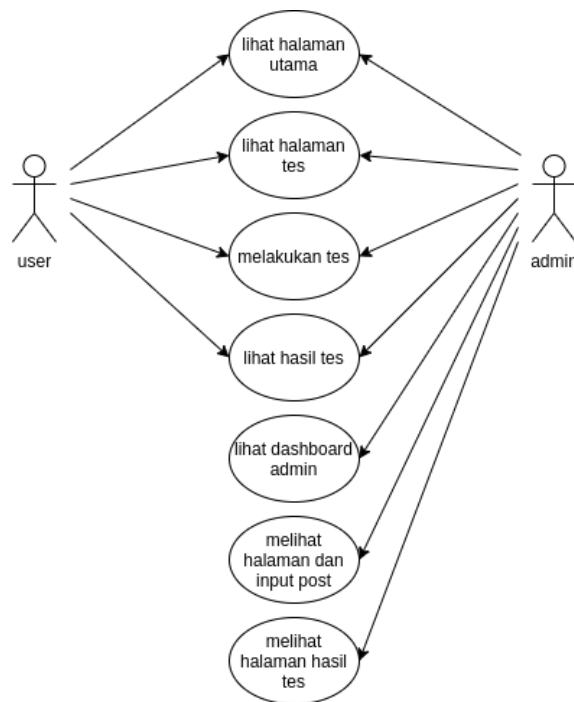 lihat halaman
utama
lihat halaman
tes
user
admin
melakukan tes
lihat hasil tes
lihat dashboard
admin
melihat
halaman dan
input post
melihat
halaman hasil
tes